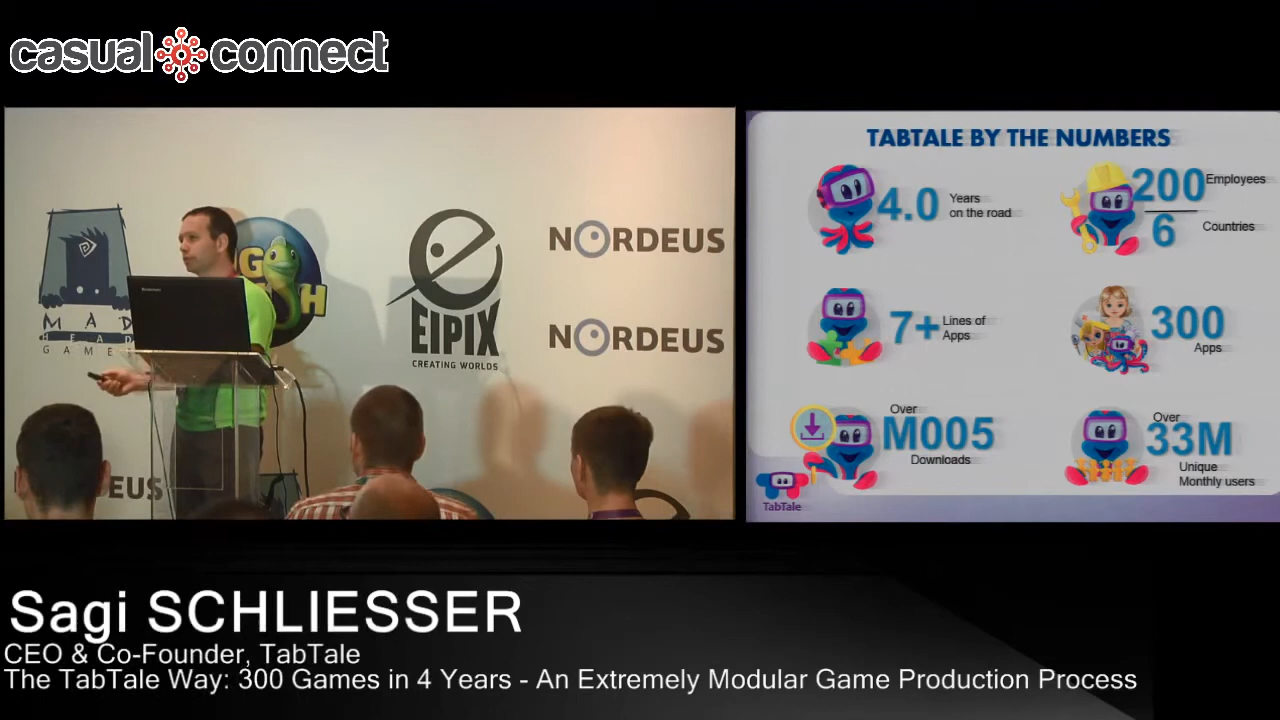 casual connect
TABTALE BY THE NUMBERS
4.0 Years on the road
200 Employees
6 Countries
7+ Lines of Apps
300 Apps
Over
M005
Downloads
Over
33M
Unique
Monthly users
TabTale
MAD
HEAD
GAMES
G
H
EIPIX
CREATING WORLDS
NORDEUS
NORDEUS
EUS
Lenovo
Sagi SCHLIESSER
CEO & Co-Founder, TabTale
The TabTale Way: 300 Games in 4 Years - An Extremely Modular Game Production Process